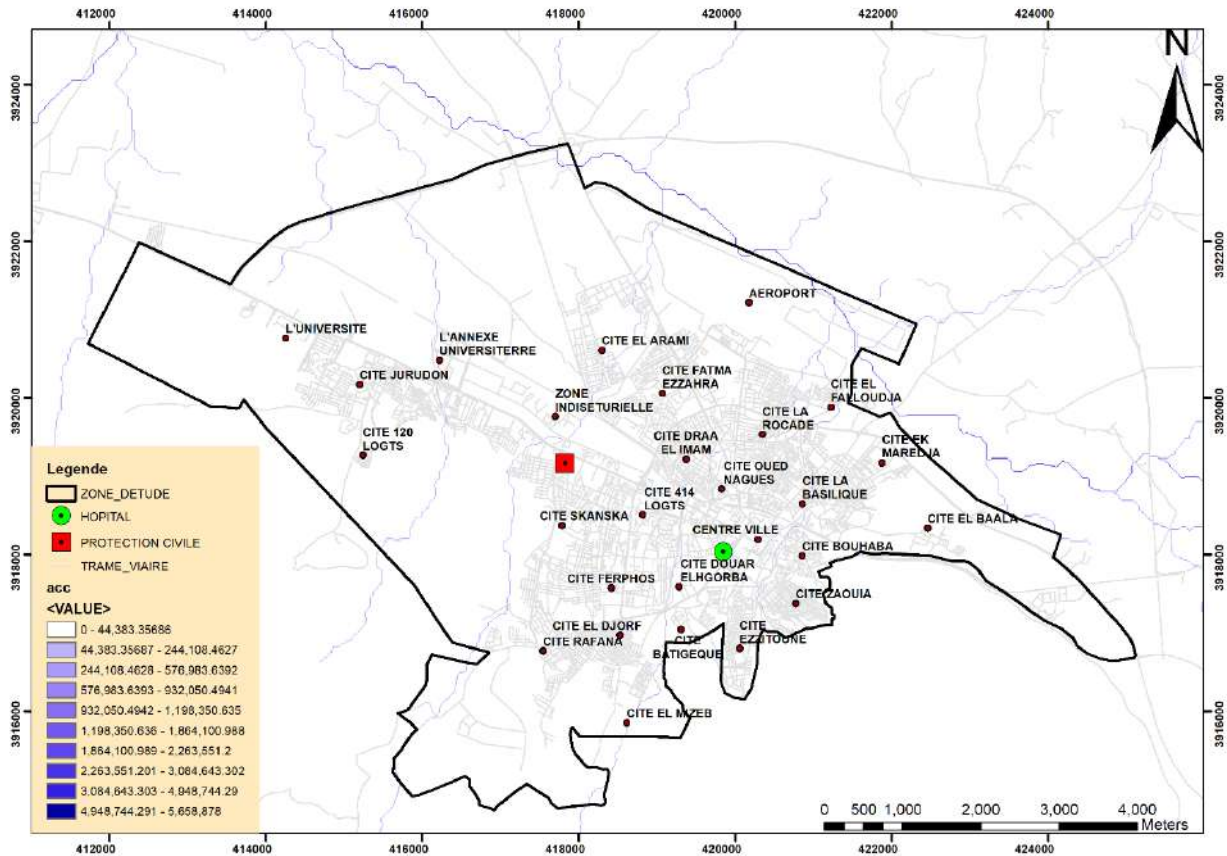 412000 414000 416000 418000 420000 422000 424000
N
3924000 3924000
3922000 3922000
3920000 3920000
3918000 3918000
3916000 3916000
AEROPORT
L'UNIVERSITE
L'ANNEXE
UNIVERSITERRE
CITE EL ARAMI
CITE JURUDON
CITE FATMA
EZZAHRA
CITE EL
FALLOUDJA
ZONE
INDISETURIELLE
CITE LA
ROCADE
CITE 120
LOGTS
CITE DRAA
EL IMAM
CITE EK
MAREDJA
CITE OUED
NAGUES
CITE 414
LOGTS
CITE LA
BASILIQUE
CITE SKANSKA
CENTRE VILLE
CITE EL BAALA
CITE BOUHABA
CITE DOUAR
ELHGORBA
CITE FERPHOS
CITE ZAOUIA
CITE EL DJORF
CITE RAFANA
CITE
BATIGEQUE
CITE
EZZITOUNE
CITE EL MIZEB
Legende
ZONE_DETUDE
HOPITAL
PROTECTION CIVILE
TRAME_VIAIRE
acc
<VALUE>
0 - 44,383.35686
44,383.35687 - 244,108.4627
244,108.4628 - 576,983.6392
576,983.6393 - 932,050.4941
932,050.4942 - 1,198,350.635
1,198,350.636 - 1,864,100.988
1,864,100.989 - 2,263,551.2
2,263,551.201 - 3,084,643.302
3,084,643.303 - 4,948,744.29
4,948,744.291 - 5,658,878
0 500 1,000 2,000 3,000 4,000
Meters
412000 414000 416000 418000 420000 422000 424000